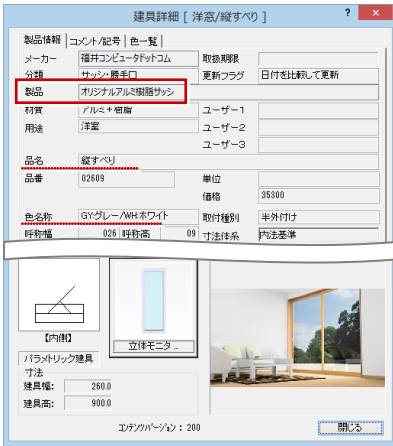 建具詳細 [ 洋窓/縦すべり ]
? ×
製品情報 コメント/記号 色一覧
メーカー 福井コンピュータドットコム 取扱期限
分類 サッシ・勝手口 更新フラグ 日付を比較して更新
製品 オリジナルアルミ樹脂サッシ
材質 アルミ+樹脂 ユーザー1
用途 洋室 ユーザー2
ユーザー3
品名 縦すべり
品番 02609 単位
価格 35300
色名称 GY:グレー/WH:ホワイト 取付種別 半外付け
呼称幅 026 呼称高 09 寸法体系 内法基準
【内側】
立体モニタ...
パラメトリック建具
寸法
建具幅: 260.0
建具高: 900.0
コンテンツバージョン : 200
閉じる